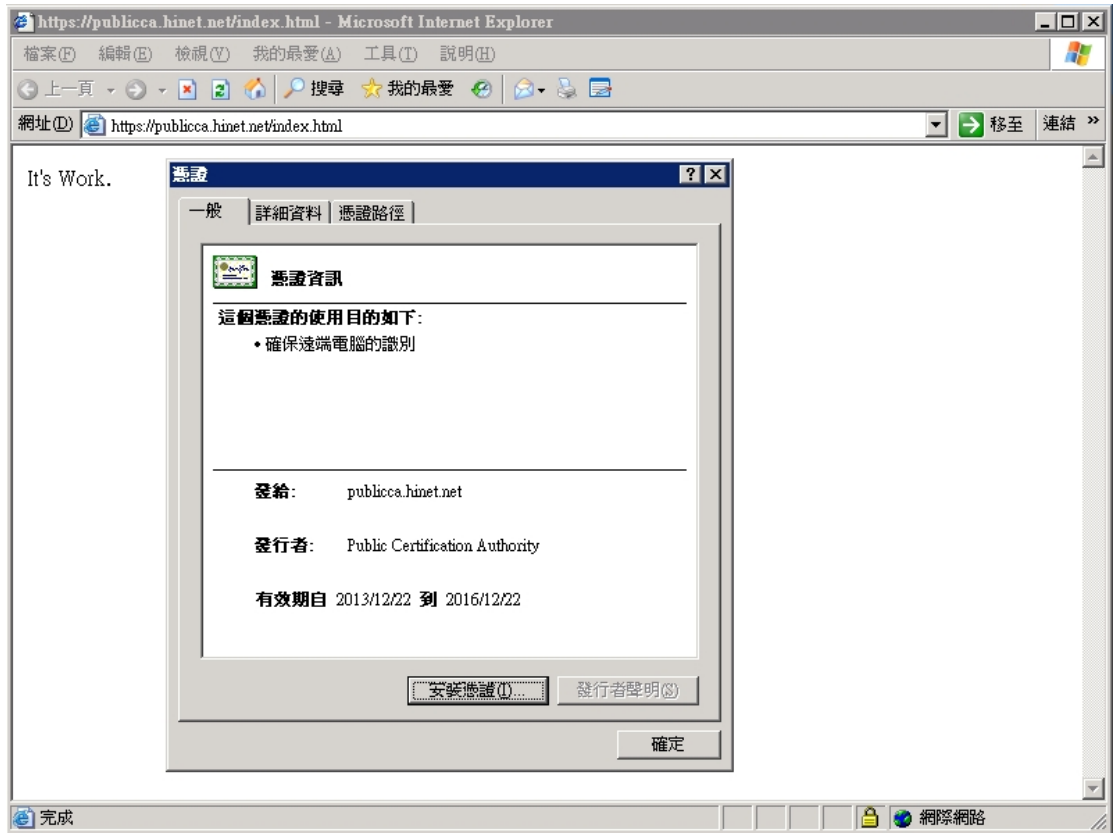 https://publicca.hinet.net/index.html - Microsoft Internet Explorer
檔案(F) 編輯(E) 檢視(V) 我的最愛(A) 工具(T) 說明(H)
上一頁 搜尋 我的最愛
網址(D) https://publicca.hinet.net/index.html 移至 連結 »
It's Work.
憑證
一般 詳細資料 憑證路徑
憑證資訊
這個憑證的使用目的如下:
•確保遠端電腦的識別
發給: publicca.hinet.net
發行者: Public Certification Authority
有效期自 2013/12/22 到 2016/12/22
安裝憑證(I)... 發行者聲明(S)
確定
完成 網際網路